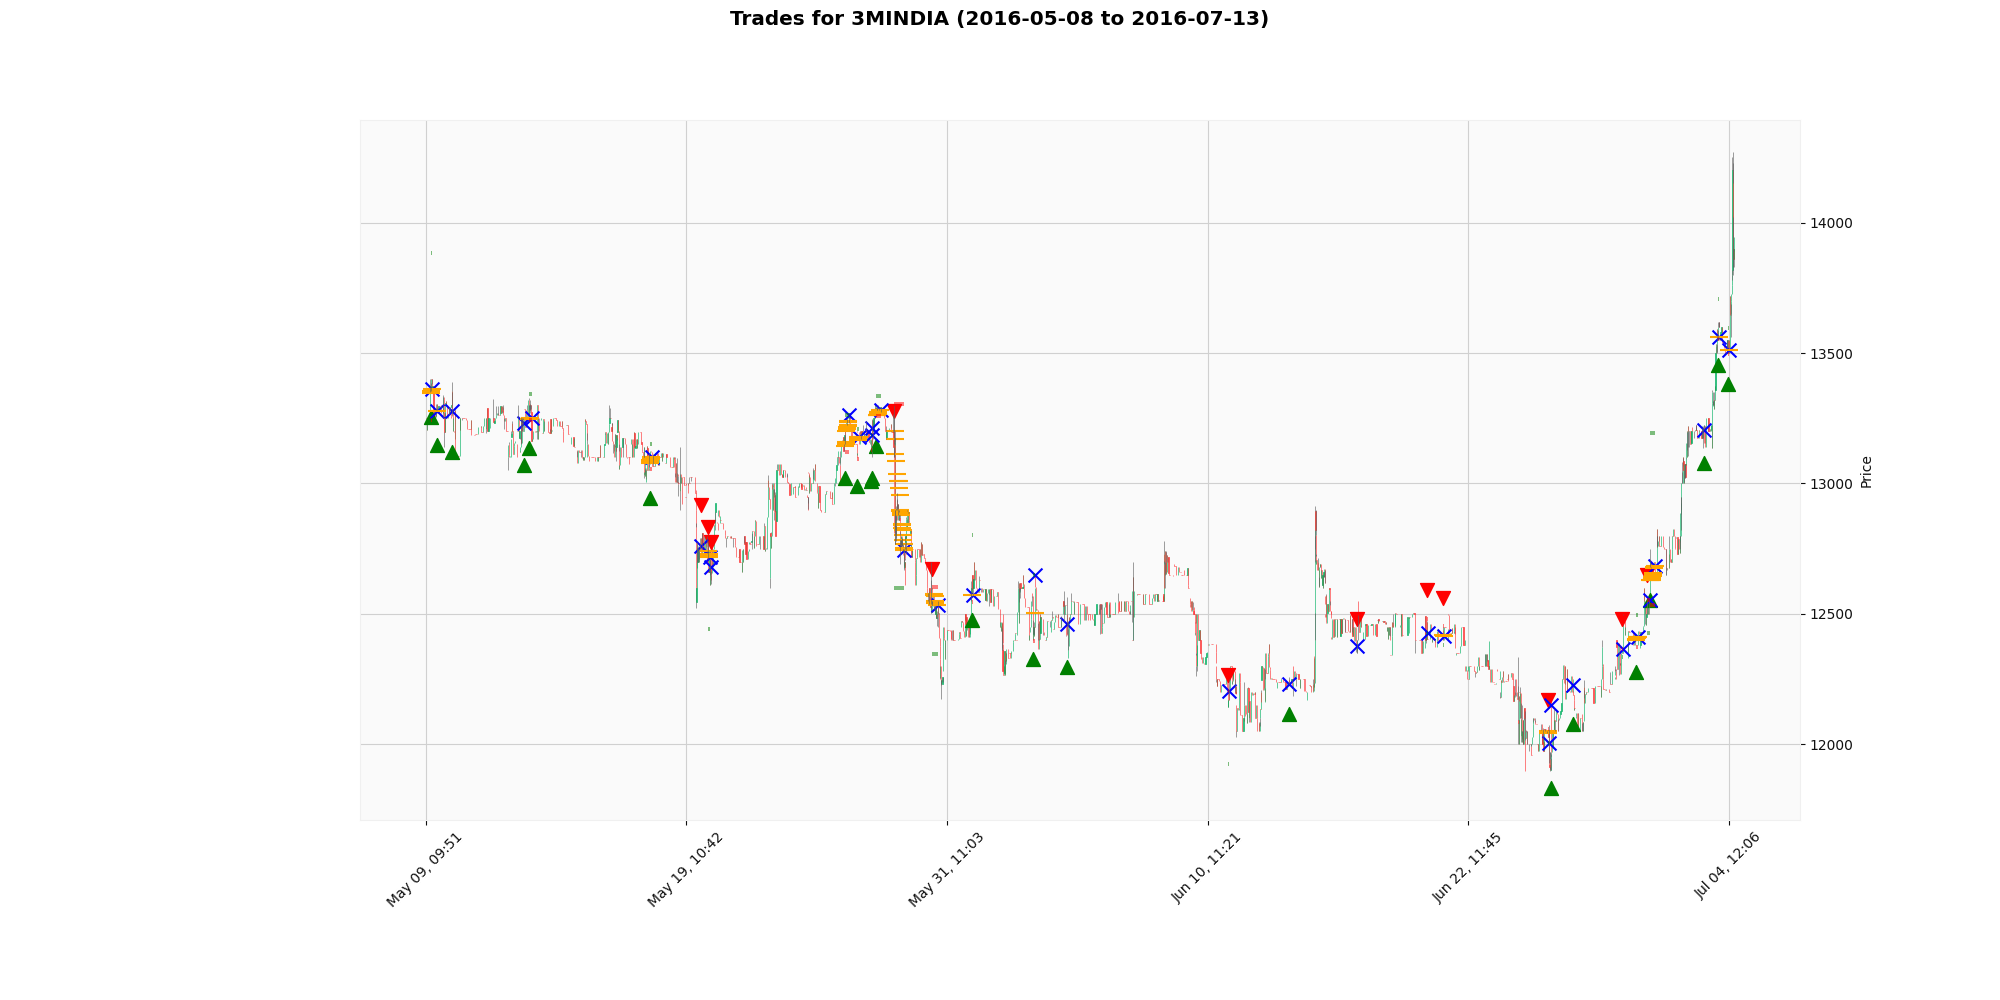 Trades for 3MINDIA (2016-05-08 to 2016-07-13)
14000
13500
13000
12500
12000
Price
May 09, 09:51
May 19, 10:42
May 31, 11:03
Jun 10, 11:21
Jun 22, 11:45
Jul 04, 12:06